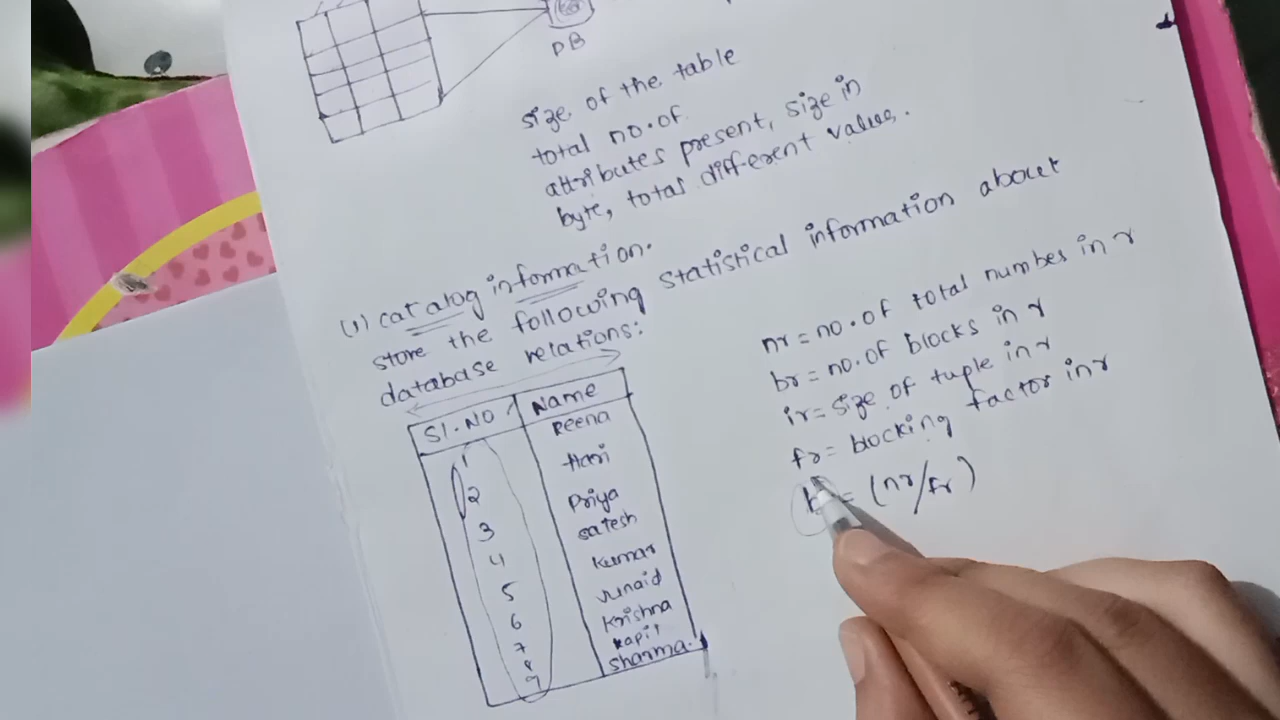 DB
size of the table
total no.of
attributes present, size in
byte, total different values.
(1) catalog information.
store the following statistical information about
database relations:
Sl.NO Name
1 Reena
2 Hari
3 Priya
4 Satesh
5 Kumar
6 Junaid
7 Krishna
8 Kapil
9 Sharma.
nr = no.of total number in r
br = no.of blocks in r
ir = size of tuple in r
fr = blocking factor in r
= (nr/fr)